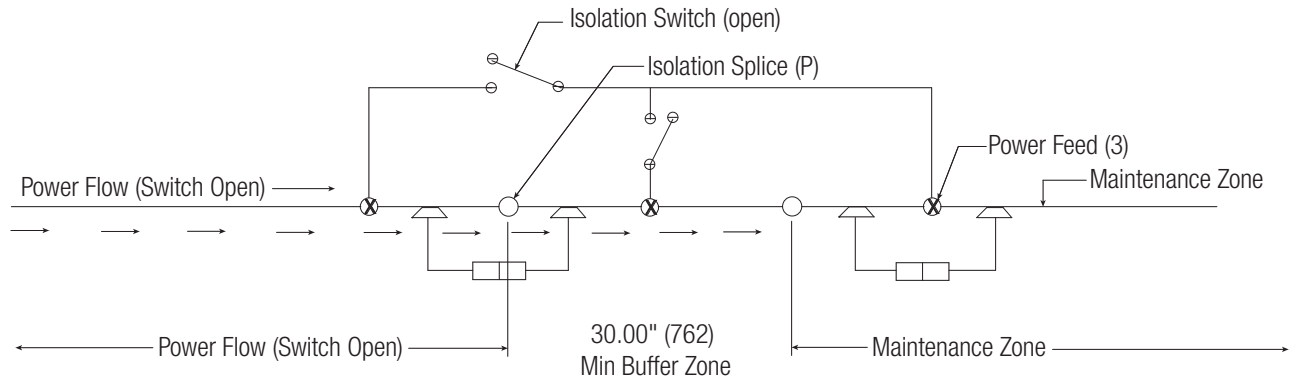 Isolation Switch (open)
Isolation Splice (P)
Power Feed (3)
Power Flow (Switch Open)
Maintenance Zone
Power Flow (Switch Open)
30.00" (762)
Min Buffer Zone
Maintenance Zone